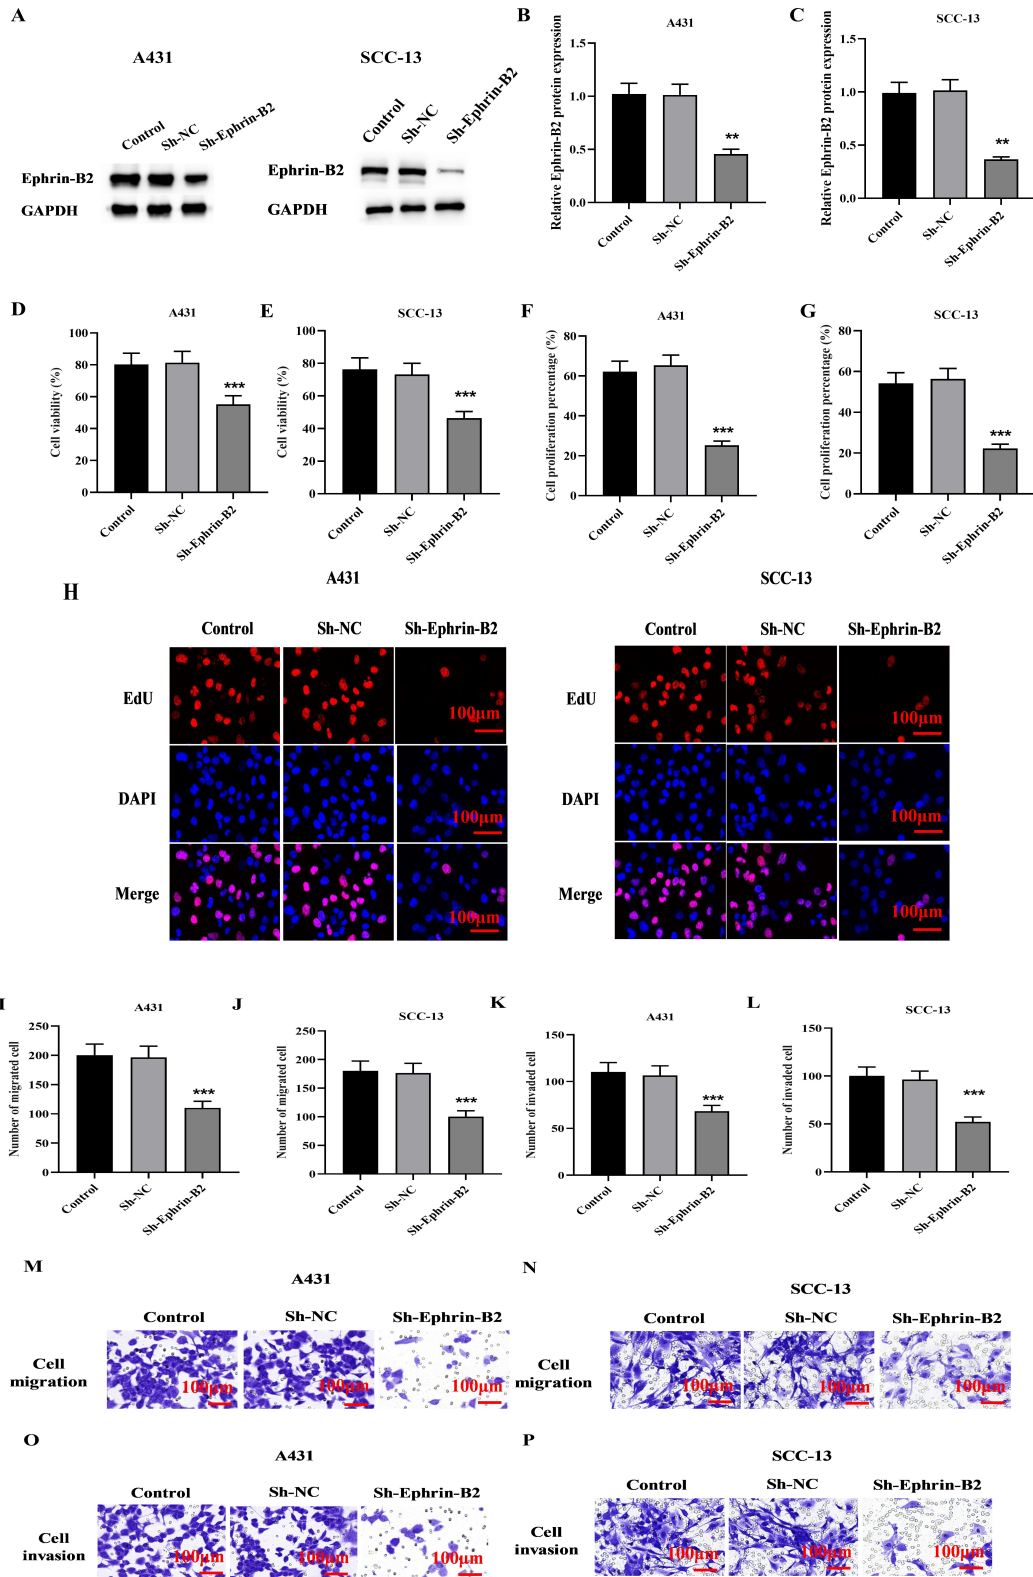 A
A431
SCC-13
Control
Sh-NC
Sh-Ephrin-B2
Control
Sh-NC
Sh-Ephrin-B2
Ephrin-B2
GAPDH
Ephrin-B2
GAPDH
B
A431
Relative Ephrin-B2 protein expression
1.5
1.0
0.5
0.0
**
Control
Sh-NC
Sh-Ephrin-B2
C
SCC-13
Relative Ephrin-B2 protein expression
1.5
1.0
0.5
0.0
**
Control
Sh-NC
Sh-Ephrin-B2
D
A431
Cell viability (%)
100
80
60
40
20
0
***
Control
Sh-NC
Sh-Ephrin-B2
E
SCC-13
Cell viability (%)
100
80
60
40
20
0
***
Control
Sh-NC
Sh-Ephrin-B2
F
A431
Cell proliferation percentage (%)
80
60
40
20
0
***
Control
Sh-NC
Sh-Ephrin-B2
G
SCC-13
Cell proliferation percentage (%)
80
60
40
20
0
***
Control
Sh-NC
Sh-Ephrin-B2
H
A431
Control Sh-NC Sh-Ephrin-B2
EdU
100μm
DAPI
100μm
Merge
100μm
SCC-13
Control Sh-NC Sh-Ephrin-B2
EdU
100μm
DAPI
100μm
Merge
100μm
I
A431
Number of migrated cell
250
200
150
100
50
0
***
Control
Sh-NC
Sh-Ephrin-B2
J
SCC-13
Number of migrated cell
250
200
150
100
50
0
***
Control
Sh-NC
Sh-Ephrin-B2
K
A431
Number of invaded cell
150
100
50
0
***
Control
Sh-NC
Sh-Ephrin-B2
L
SCC-13
Number of invaded cell
150
100
50
0
***
Control
Sh-NC
Sh-Ephrin-B2
M
A431
Control Sh-NC Sh-Ephrin-B2
Cell
migration
100μm 100μm 100μm
N
SCC-13
Control Sh-NC Sh-Ephrin-B2
Cell
migration
100μm 100μm 100μm
O
A431
Control Sh-NC Sh-Ephrin-B2
Cell
invasion
100μm 100μm 100μm
P
SCC-13
Control Sh-NC Sh-Ephrin-B2
Cell
invasion
100μm 100μm 100μm